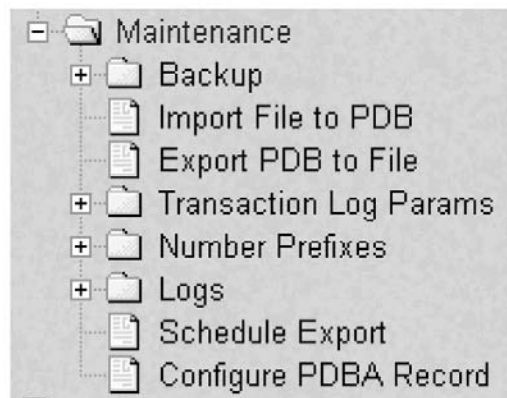 Maintenance
Backup
Import File to PDB
Export PDB to File
Transaction Log Params
Number Prefixes
Logs
Schedule Export
Configure PDBA Record